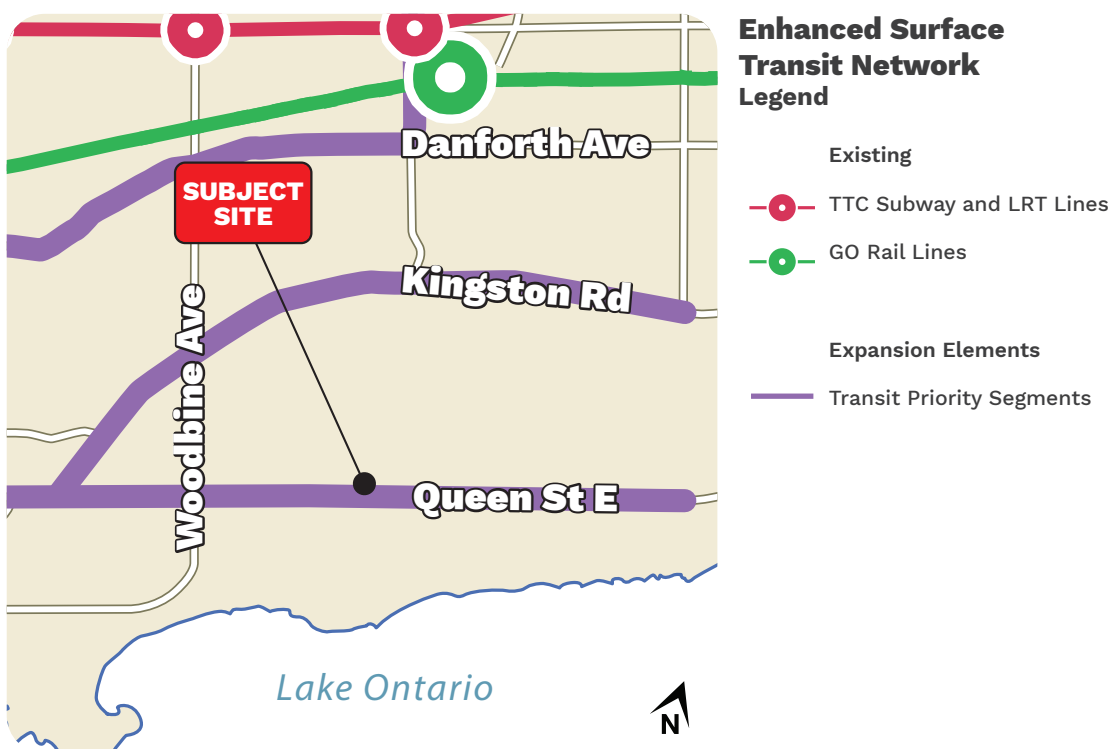 Enhanced Surface
Transit Network
Legend
Existing
TTC Subway and LRT Lines
GO Rail Lines
Expansion Elements
Transit Priority Segments
Danforth Ave
SUBJECT
SITE
Kingston Rd
Woodbine Ave
Queen St E
Lake Ontario
N